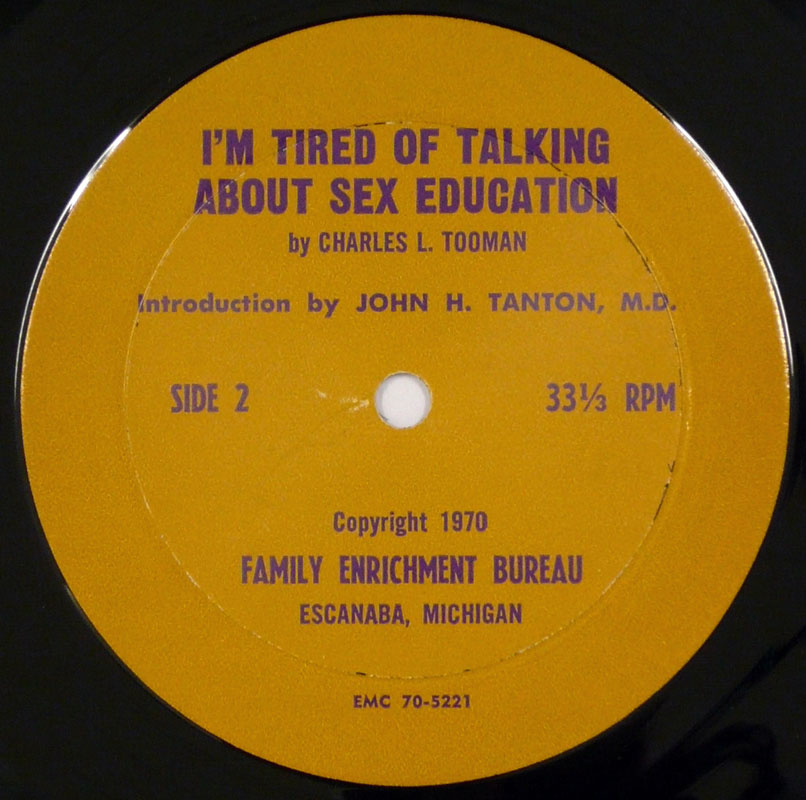 I'M TIRED OF TALKING
ABOUT SEX EDUCATION
by CHARLES L. TOOMAN
Introduction by JOHN H. TANTON, M.D.
SIDE 2 33⅓ RPM
Copyright 1970
FAMILY ENRICHMENT BUREAU
ESCANABA, MICHIGAN
EMC 70-5221